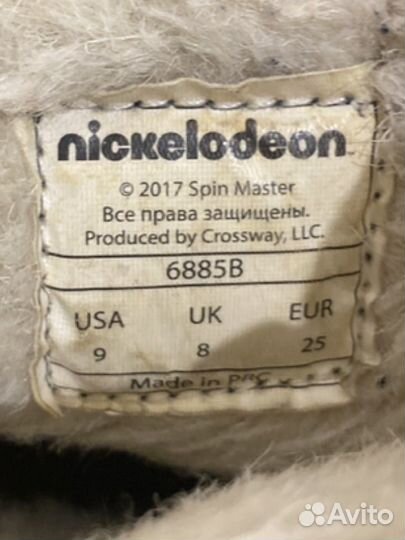 nickelodeon
© 2017 Spin Master
Все права защищены.
Produced by Crossway, LLC.
6885B
USA UK EUR
9 8 25
Made in PRC
Avito